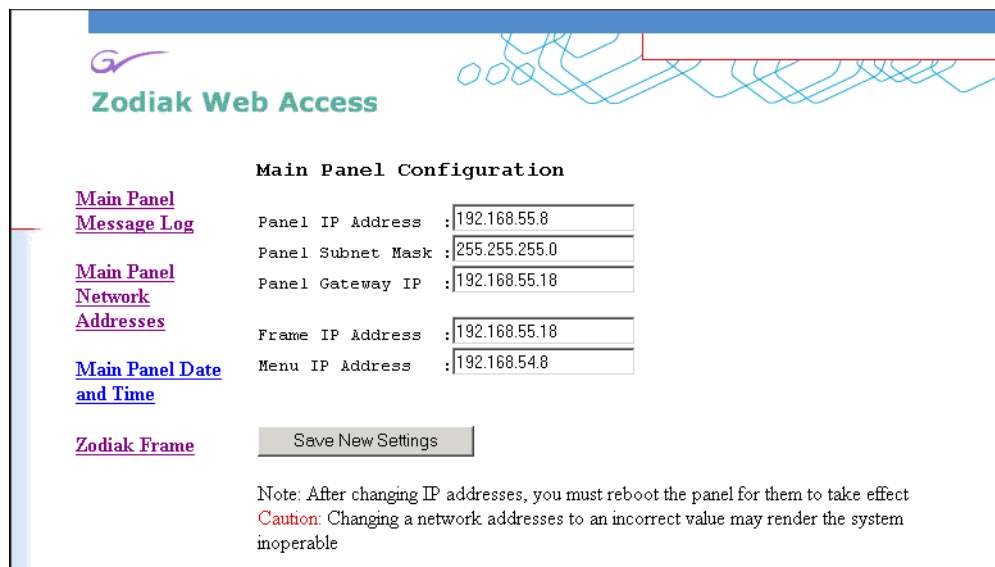 Zodiak Web Access
Main Panel Configuration
Main Panel
Message Log
Main Panel
Network
Addresses
Main Panel Date
and Time
Zodiak Frame
Panel IP Address :192.168.55.8
Panel Subnet Mask :255.255.255.0
Panel Gateway IP :192.168.55.18
Frame IP Address :192.168.55.18
Menu IP Address :192.168.54.8
Save New Settings
Note: After changing IP addresses, you must reboot the panel for them to take effect
Caution: Changing a network addresses to an incorrect value may render the system
inoperable